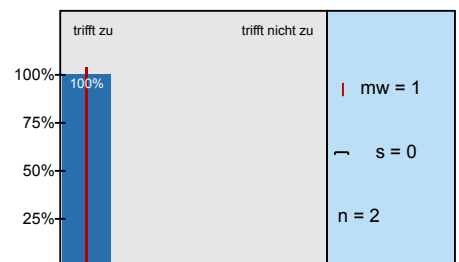 trifft zu trifft nicht zu
100%
100%
75%
50%
25%
mw = 1
s = 0
n = 2